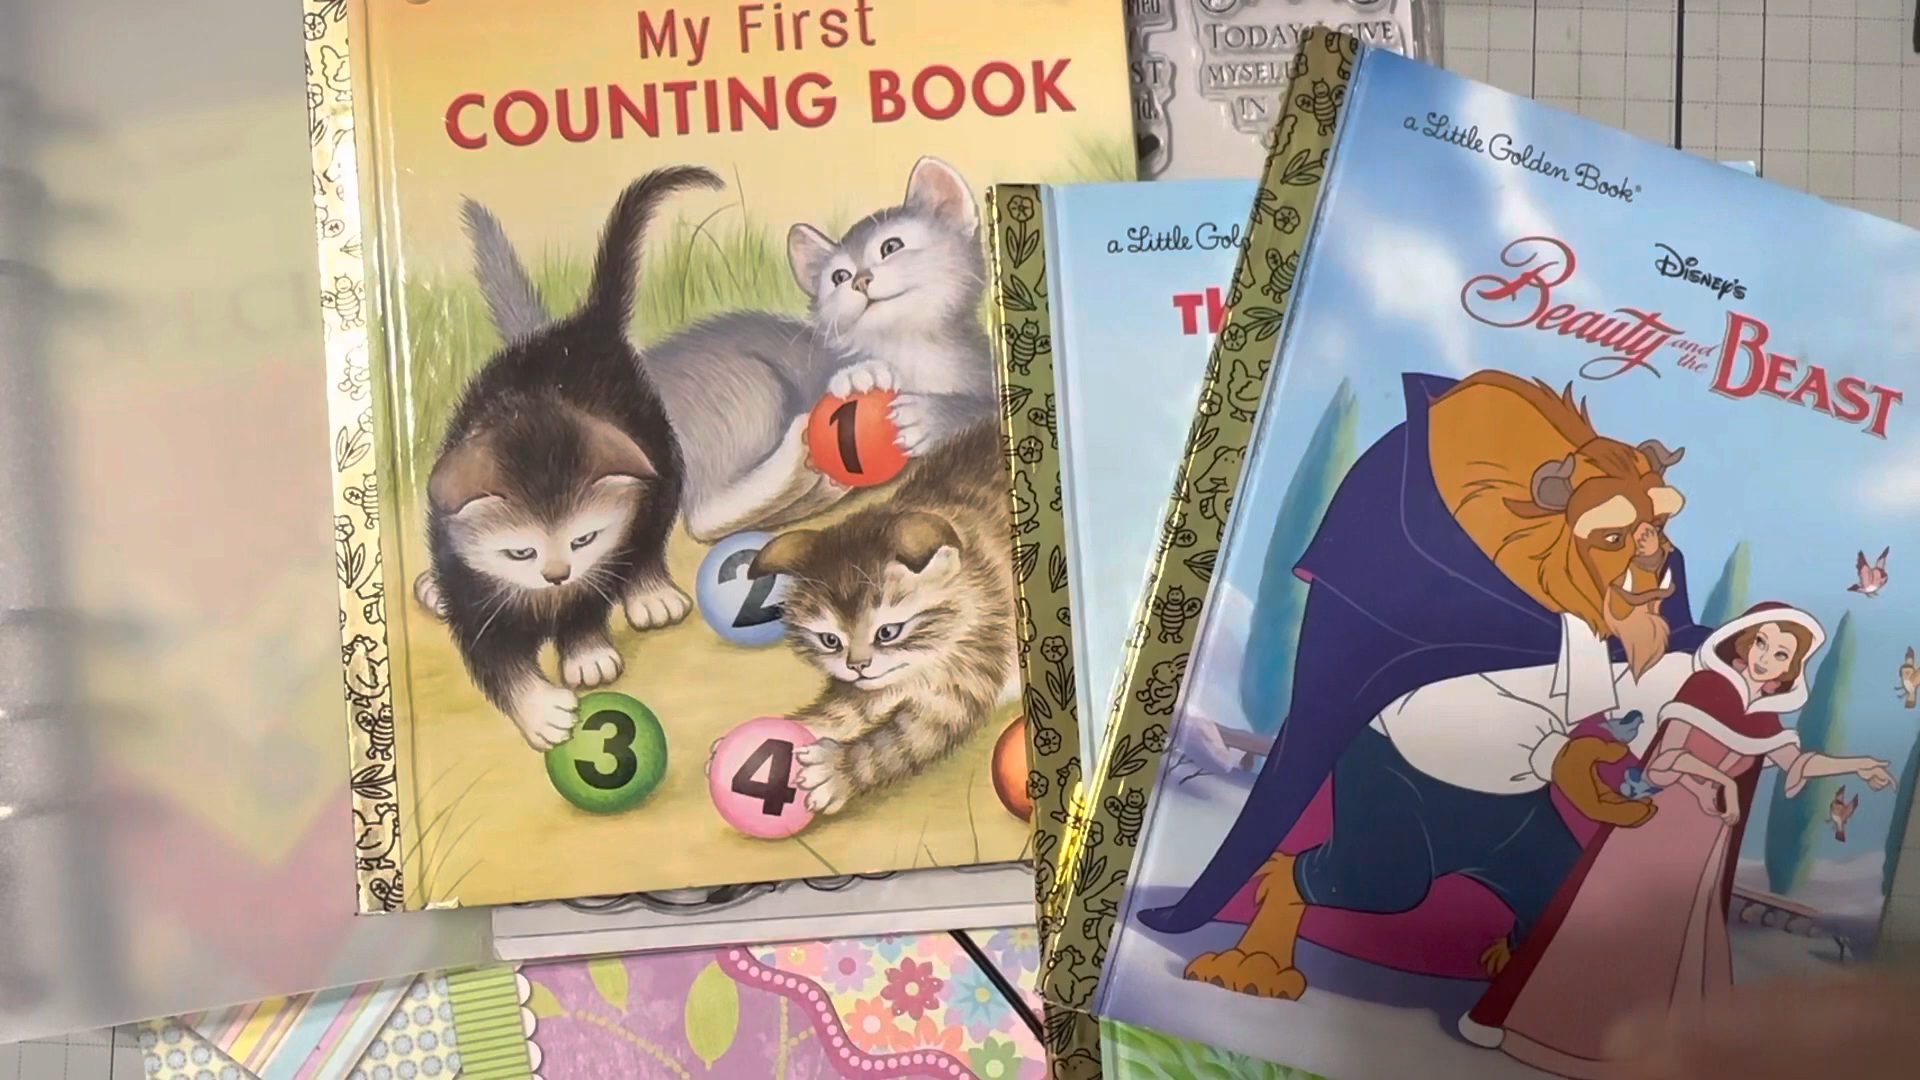 My First
COUNTING BOOK
1
2
3
4
TODAY I GIVE
MYSELF
IN
ST
a Little Gol
Th
a Little Golden Book®
DISNEY'S
Beauty and the BEAST